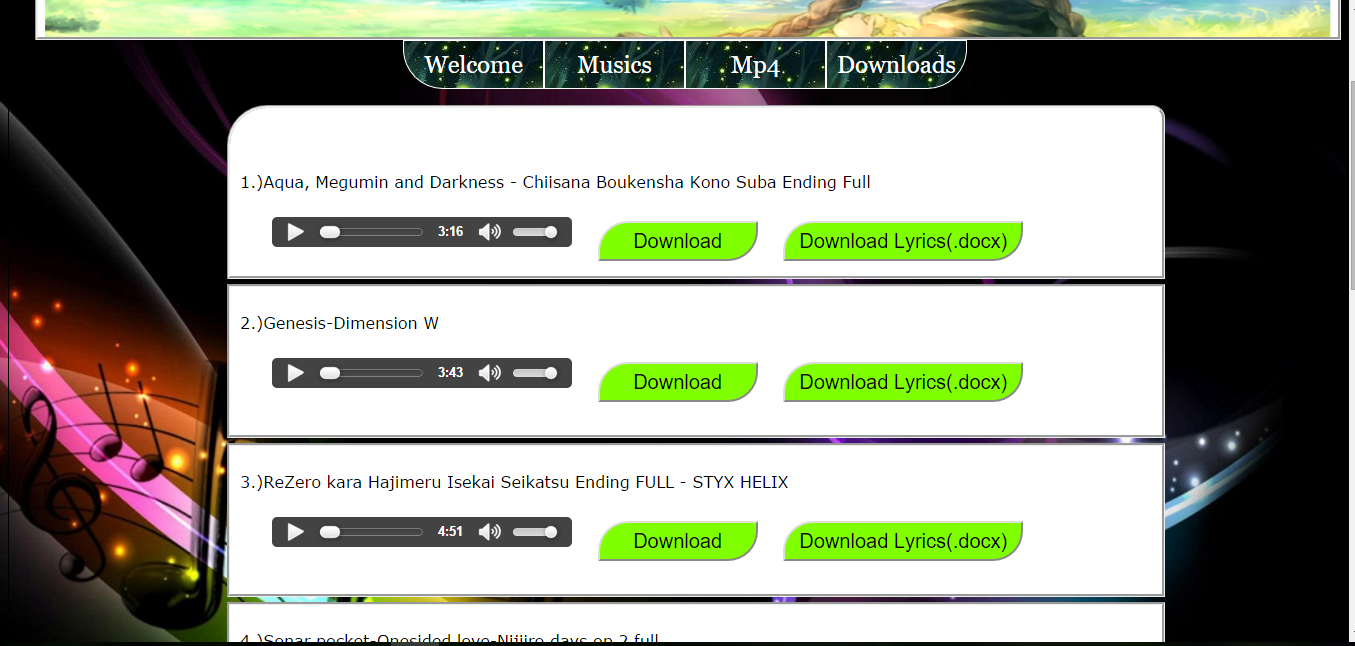 Welcome Musics Mp4 Downloads
1.)Aqua, Megumin and Darkness - Chiisana Boukensha Kono Suba Ending Full
3:16 Download Download Lyrics(.docx)
2.)Genesis-Dimension W
3:43 Download Download Lyrics(.docx)
3.)ReZero kara Hajimeru Isekai Seikatsu Ending FULL - STYX HELIX
4:51 Download Download Lyrics(.docx)
4.)Sonar pocket-Onesided love-Nijiiro days op 2 full